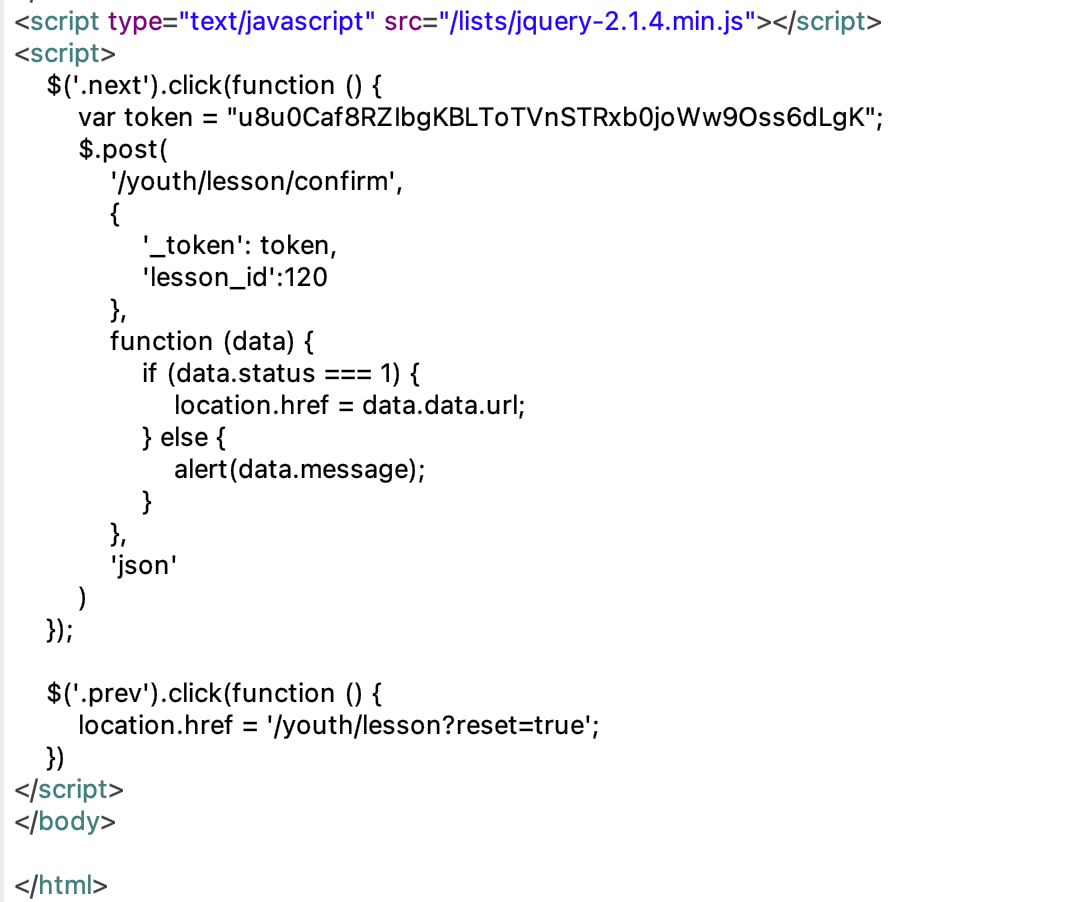 <script type="text/javascript" src="/lists/jquery-2.1.4.min.js"></script>
<script>
$('.next').click(function () {
var token = "u8u0Caf8RZIbgKBLToTVnSTRxb0joWw9Oss6dLgK";
$.post(
'/youth/lesson/confirm',
{
'_token': token,
'lesson_id':120
},
function (data) {
if (data.status === 1) {
location.href = data.data.url;
} else {
alert(data.message);
}
},
'json'
)
});
$('.prev').click(function () {
location.href = '/youth/lesson?reset=true';
})
</script>
</body>
</html>